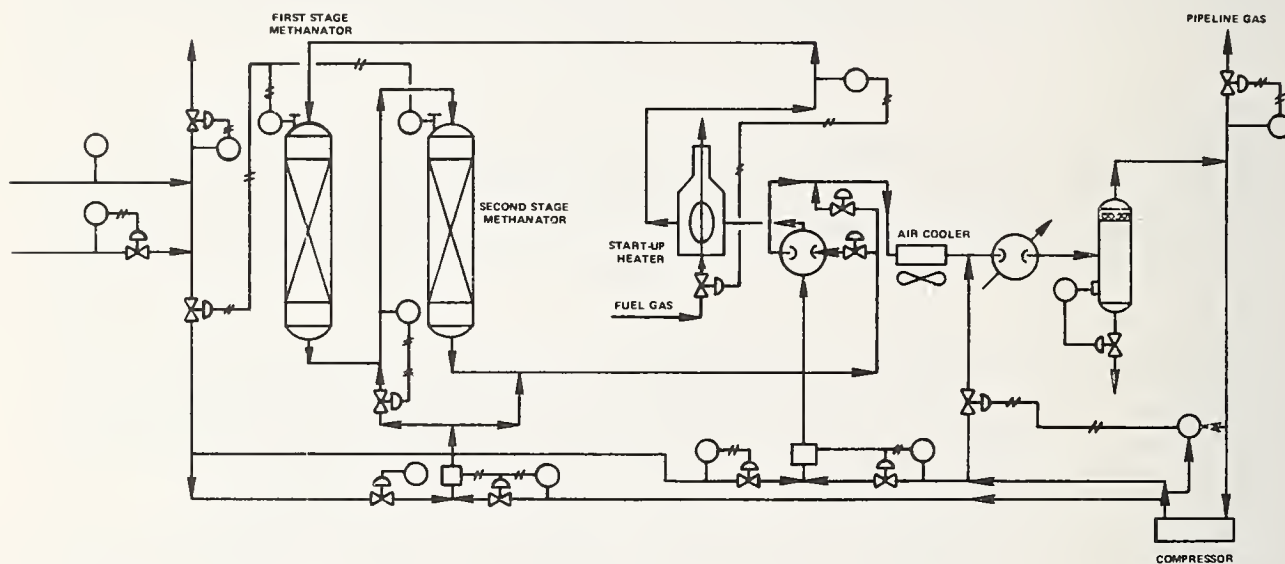 FIRST STAGE
METHANATOR
PIPELINE GAS
SECOND STAGE
METHANATOR
START-UP
HEATER
AIR COOLER
FUEL GAS
COMPRESSOR